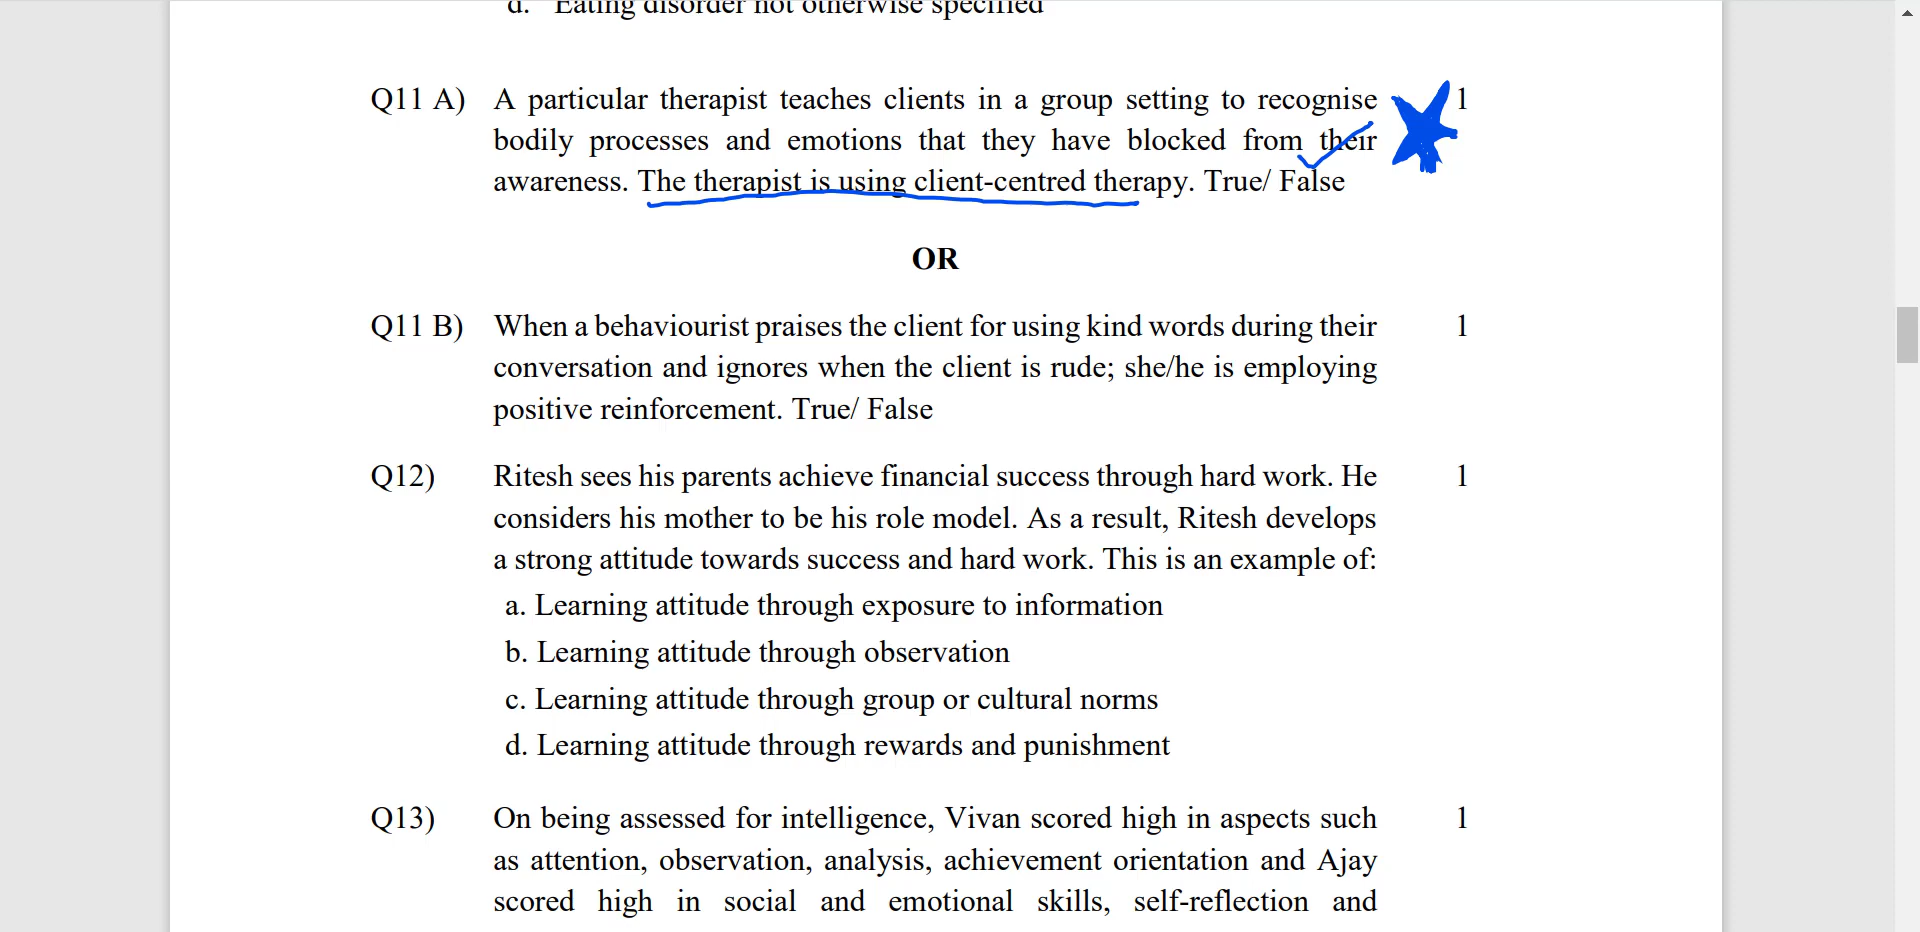 d. Eating disorder not otherwise specified
Q11 A) A particular therapist teaches clients in a group setting to recognise 1
bodily processes and emotions that they have blocked from their
awareness. The therapist is using client-centred therapy. True/ False
OR
Q11 B) When a behaviourist praises the client for using kind words during their 1
conversation and ignores when the client is rude; she/he is employing
positive reinforcement. True/ False
Q12) Ritesh sees his parents achieve financial success through hard work. He 1
considers his mother to be his role model. As a result, Ritesh develops
a strong attitude towards success and hard work. This is an example of:
a. Learning attitude through exposure to information
b. Learning attitude through observation
c. Learning attitude through group or cultural norms
d. Learning attitude through rewards and punishment
Q13) On being assessed for intelligence, Vivan scored high in aspects such 1
as attention, observation, analysis, achievement orientation and Ajay
scored high in social and emotional skills, self-reflection and